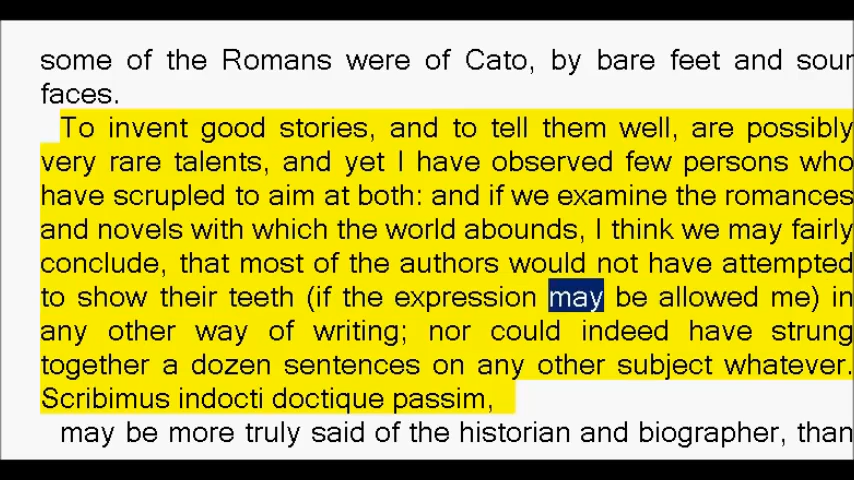 some of the Romans were of Cato, by bare feet and sour
faces.
To invent good stories, and to tell them well, are possibly
very rare talents, and yet I have observed few persons who
have scrupled to aim at both: and if we examine the romances
and novels with which the world abounds, I think we may fairly
conclude, that most of the authors would not have attempted
to show their teeth (if the expression may be allowed me) in
any other way of writing; nor could indeed have strung
together a dozen sentences on any other subject whatever.
Scribimus indocti doctique passim,
may be more truly said of the historian and biographer, than